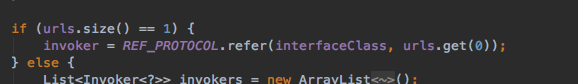 if (urls.size() == 1) {
invoker = REF_PROTOCOL.refer(interfaceClass, urls.get(0));
} else {
List<Invoker<?>> invokers = new ArrayList<~>();